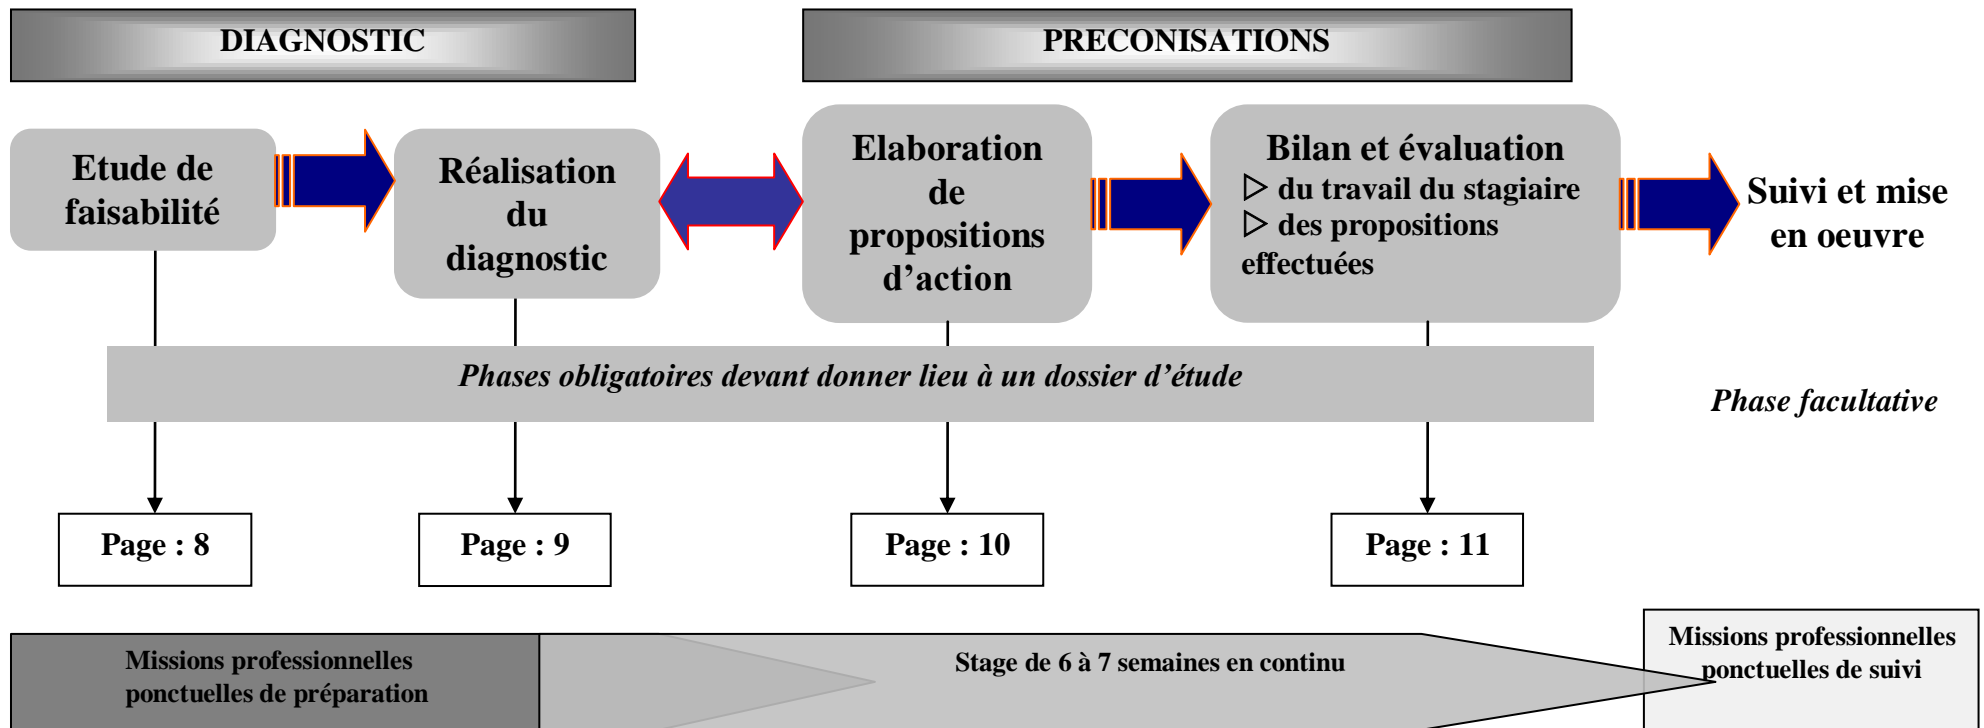 DIAGNOSTIC
PRECONISATIONS
Etude de
faisabilité
Réalisation
du
diagnostic
Elaboration
de
propositions
d’action
Bilan et évaluation
▷ du travail du stagiaire
▷ des propositions
effectuées
Suivi et mise
en oeuvre
Phases obligatoires devant donner lieu à un dossier d’étude
Phase facultative
Page : 8
Page : 9
Page : 10
Page : 11
Missions professionnelles
ponctuelles de préparation
Stage de 6 à 7 semaines en continu
Missions professionnelles
ponctuelles de suivi